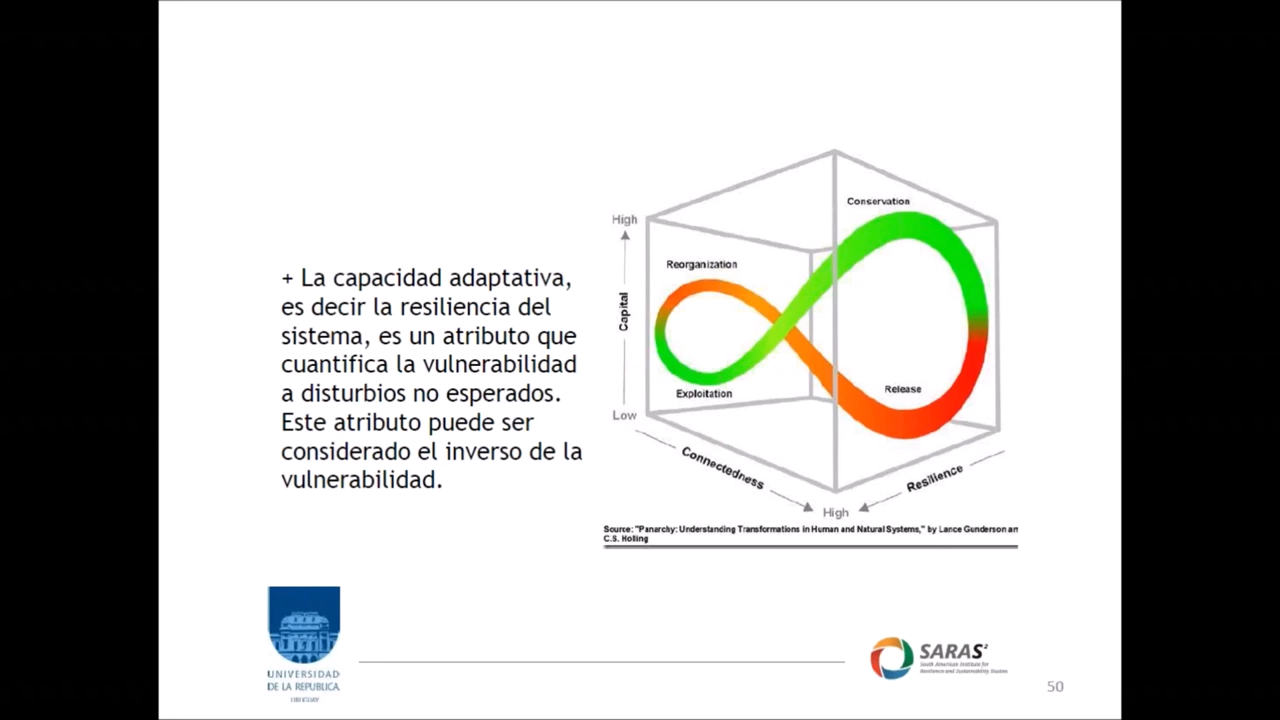 + La capacidad adaptativa,
es decir la resiliencia del
sistema, es un atributo que
cuantifica la vulnerabilidad
a disturbios no esperados.
Este atributo puede ser
considerado el inverso de la
vulnerabilidad.
Conservation
High
Reorganization
Capital
Release
Exploitation
Low
Connectedness
Resilience
High
Source: "Panarchy: Understanding Transformations in Human and Natural Systems," by Lance Gunderson an
C.S. Holling
UNIVERSIDAD
DE LA REPUBLICA
URUGUAY
SARAS²
South American Institute for
Resilience and Sustainability Studies
50